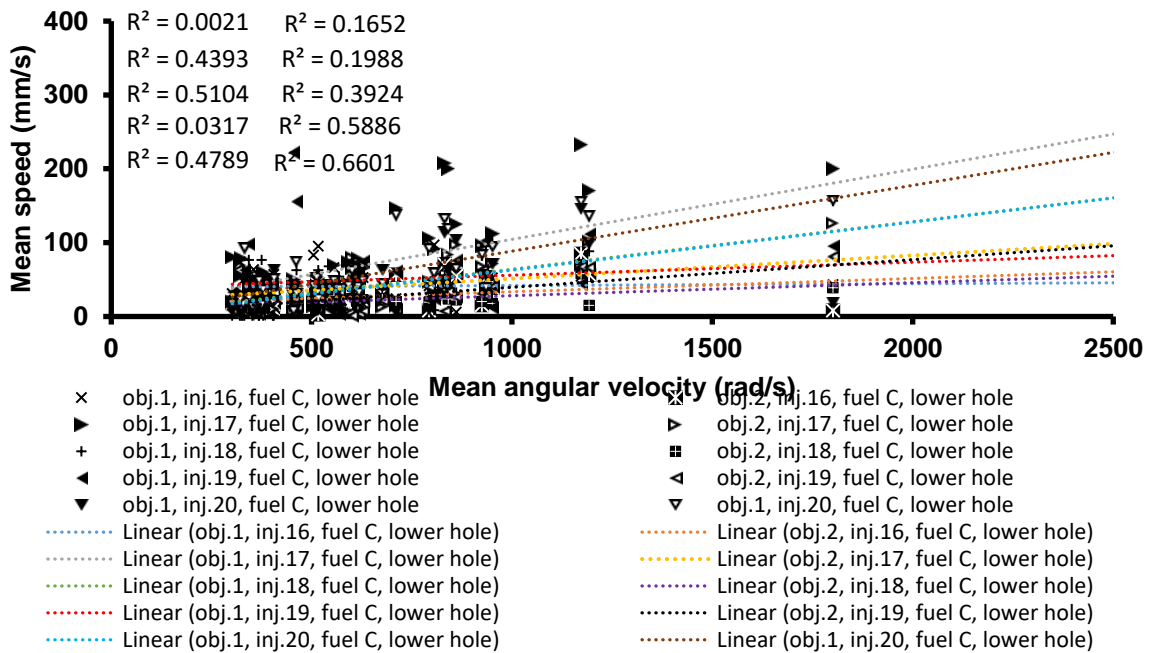 400
300
200
100
0
Mean speed (mm/s)
R² = 0.0021 R² = 0.1652
R² = 0.4393 R² = 0.1988
R² = 0.5104 R² = 0.3924
R² = 0.0317 R² = 0.5886
R² = 0.4789 R² = 0.6601
0 500 1000 1500 2000 2500
Mean angular velocity (rad/s)
obj.1, inj.16, fuel C, lower hole obj.2, inj.16, fuel C, lower hole
obj.1, inj.17, fuel C, lower hole obj.2, inj.17, fuel C, lower hole
obj.1, inj.18, fuel C, lower hole obj.2, inj.18, fuel C, lower hole
obj.1, inj.19, fuel C, lower hole obj.2, inj.19, fuel C, lower hole
obj.1, inj.20, fuel C, lower hole obj.1, inj.20, fuel C, lower hole
Linear (obj.1, inj.16, fuel C, lower hole) Linear (obj.2, inj.16, fuel C, lower hole)
Linear (obj.1, inj.17, fuel C, lower hole) Linear (obj.2, inj.17, fuel C, lower hole)
Linear (obj.1, inj.18, fuel C, lower hole) Linear (obj.2, inj.18, fuel C, lower hole)
Linear (obj.1, inj.19, fuel C, lower hole) Linear (obj.2, inj.19, fuel C, lower hole)
Linear (obj.1, inj.20, fuel C, lower hole) Linear (obj.1, inj.20, fuel C, lower hole)